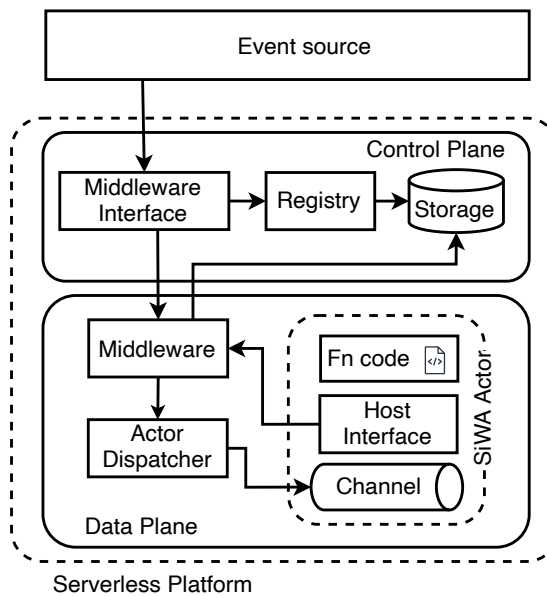 Event source
Control Plane
Middleware
Interface
Registry
Storage
Middleware
Fn code
</>
Host
Interface
SiWA Actor
Actor
Dispatcher
Channel
Data Plane
Serverless Platform